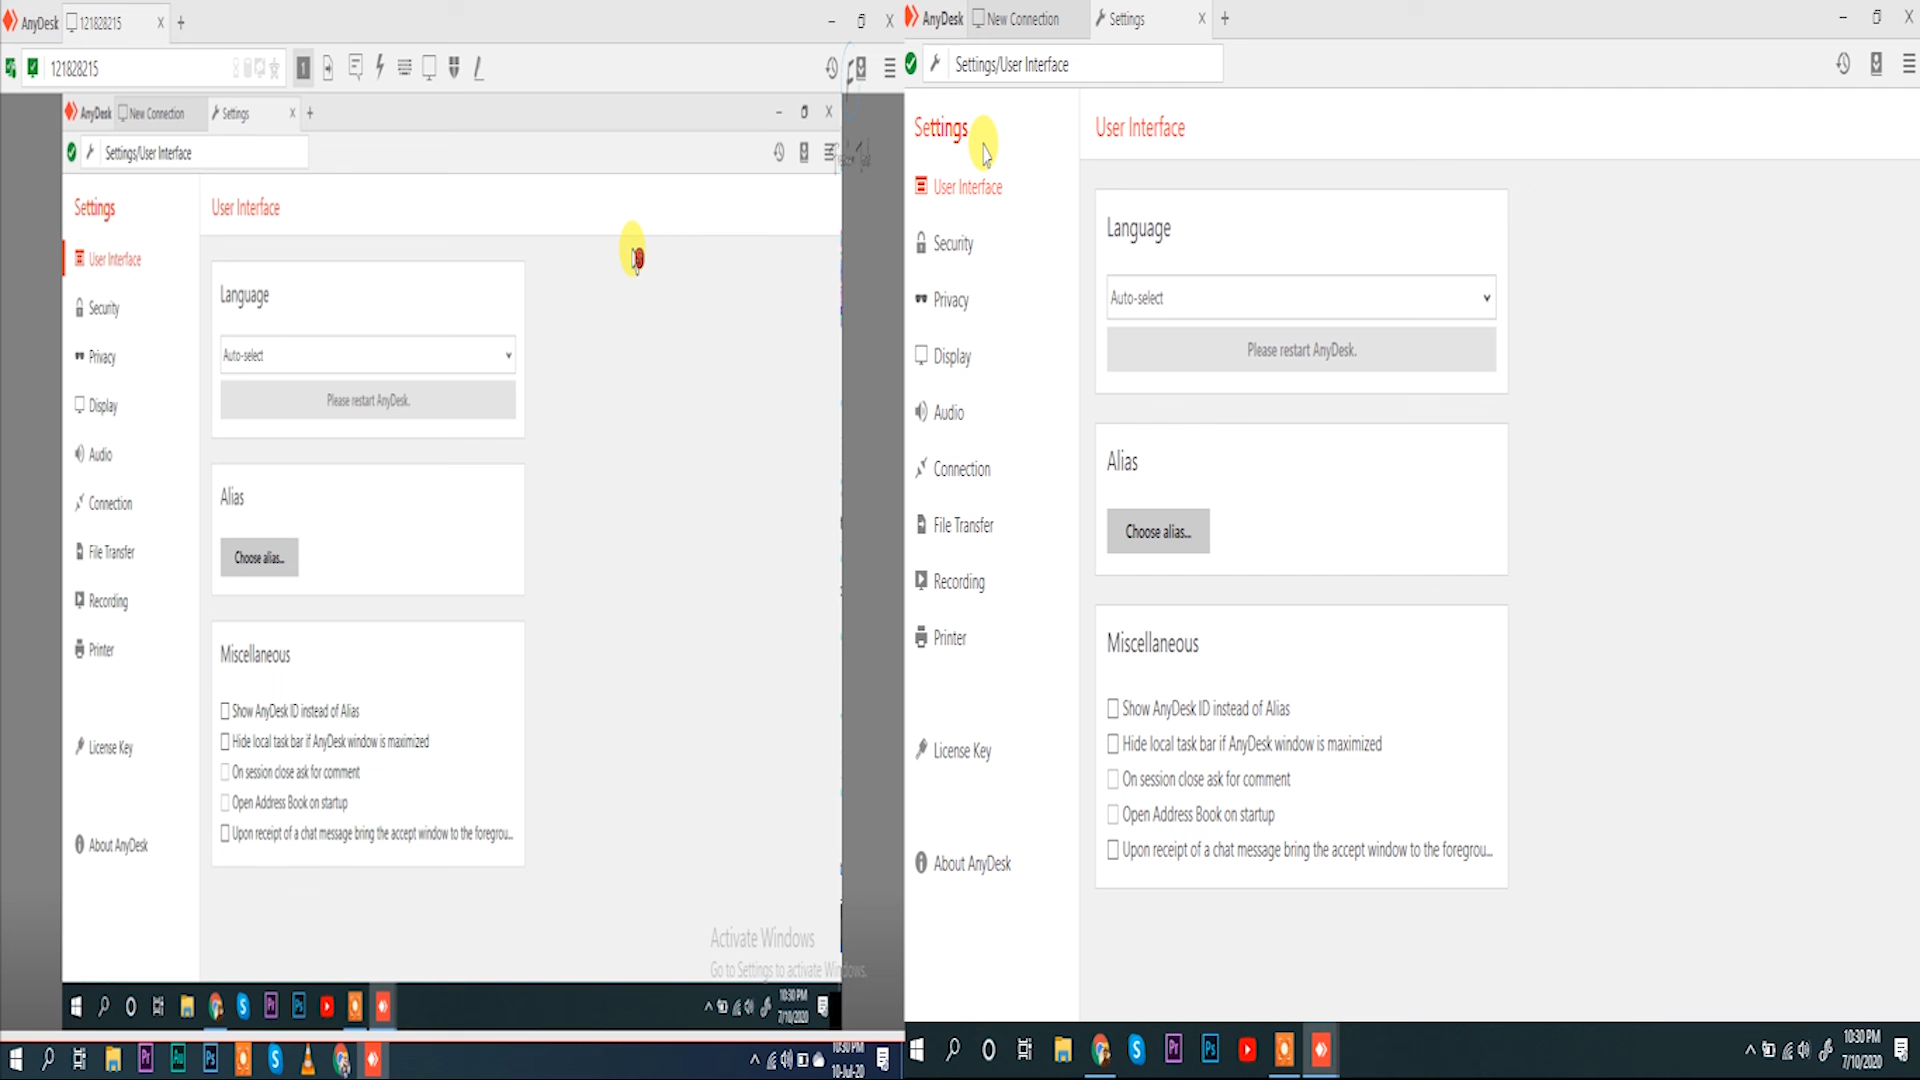 AnyDesk 121828215
121828215
AnyDesk New Connection Settings
Settings/User Interface
Settings
User Interface
User Interface
Security
Privacy
Display
Audio
Connection
File Transfer
Recording
Printer
License Key
About AnyDesk
Language
Auto-select
Please restart AnyDesk.
Alias
Choose alias...
Miscellaneous
Show AnyDesk ID instead of Alias
Hide local task bar if AnyDesk window is maximized
On session close ask for comment
Open Address Book on startup
Upon receipt of a chat message bring the accept window to the foregrou...
Activate Windows
Go to Settings to activate Windows.
10:30 PM
7/10/2020
10:30 PM
10-Jul-20
AnyDesk New Connection Settings
Settings/User Interface
Settings
User Interface
User Interface
Security
Privacy
Display
Audio
Connection
File Transfer
Recording
Printer
License Key
About AnyDesk
Language
Auto-select
Please restart AnyDesk.
Alias
Choose alias...
Miscellaneous
Show AnyDesk ID instead of Alias
Hide local task bar if AnyDesk window is maximized
On session close ask for comment
Open Address Book on startup
Upon receipt of a chat message bring the accept window to the foregrou...
10:30 PM
7/10/2020